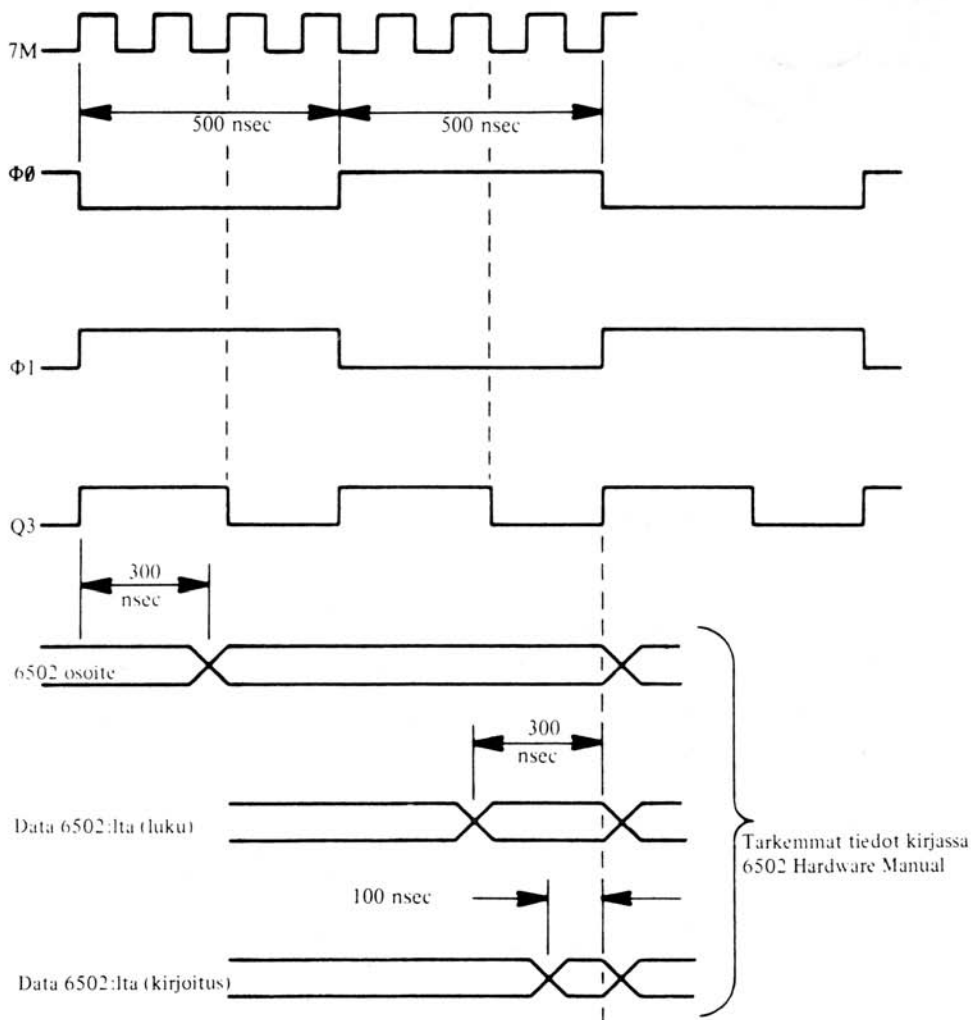 7M
500 nsec
500 nsec
Φ0
Φ1
Q3
300
nsec
6502 osoite
300
nsec
Data 6502:lta (luku)
Tarkemmat tiedot kirjassa
6502 Hardware Manual
100 nsec
Data 6502:lta (kirjoitus)